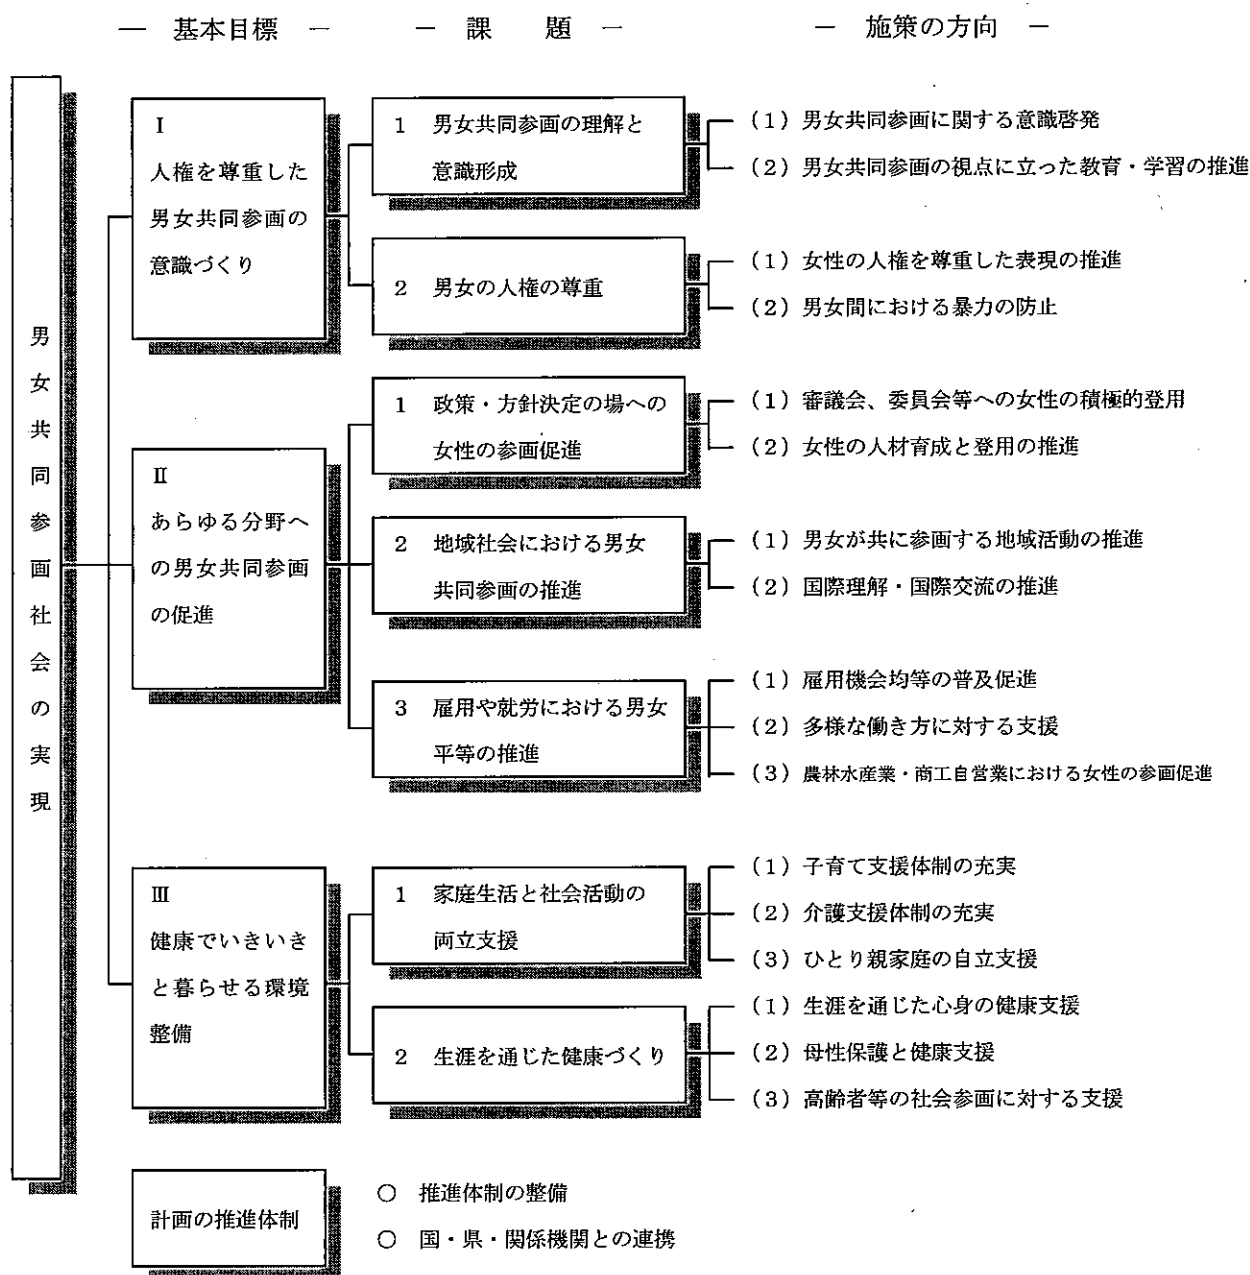 ― 基本目標 ―
― 課 題 ―
― 施策の方向 ―
男女共同参画社会の実現
Ⅰ
人権を尊重した
男女共同参画の
意識づくり
1 男女共同参画の理解と
意識形成
(1) 男女共同参画に関する意識啓発
(2) 男女共同参画の視点に立った教育・学習の推進
2 男女の人権の尊重
(1) 女性の人権を尊重した表現の推進
(2) 男女間における暴力の防止
Ⅱ
あらゆる分野へ
の男女共同参画
の促進
1 政策・方針決定の場への
女性の参画促進
(1) 審議会、委員会等への女性の積極的登用
(2) 女性の人材育成と登用の推進
2 地域社会における男女
共同参画の推進
(1) 男女が共に参画する地域活動の推進
(2) 国際理解・国際交流の推進
3 雇用や就労における男女
平等の推進
(1) 雇用機会均等の普及促進
(2) 多様な働き方に対する支援
(3) 農林水産業・商工自営業における女性の参画促進
Ⅲ
健康でいきいき
と暮らせる環境
整備
1 家庭生活と社会活動の
両立支援
(1) 子育て支援体制の充実
(2) 介護支援体制の充実
(3) ひとり親家庭の自立支援
2 生涯を通じた健康づくり
(1) 生涯を通じた心身の健康支援
(2) 母性保護と健康支援
(3) 高齢者等の社会参画に対する支援
計画の推進体制
○ 推進体制の整備
○ 国・県・関係機関との連携